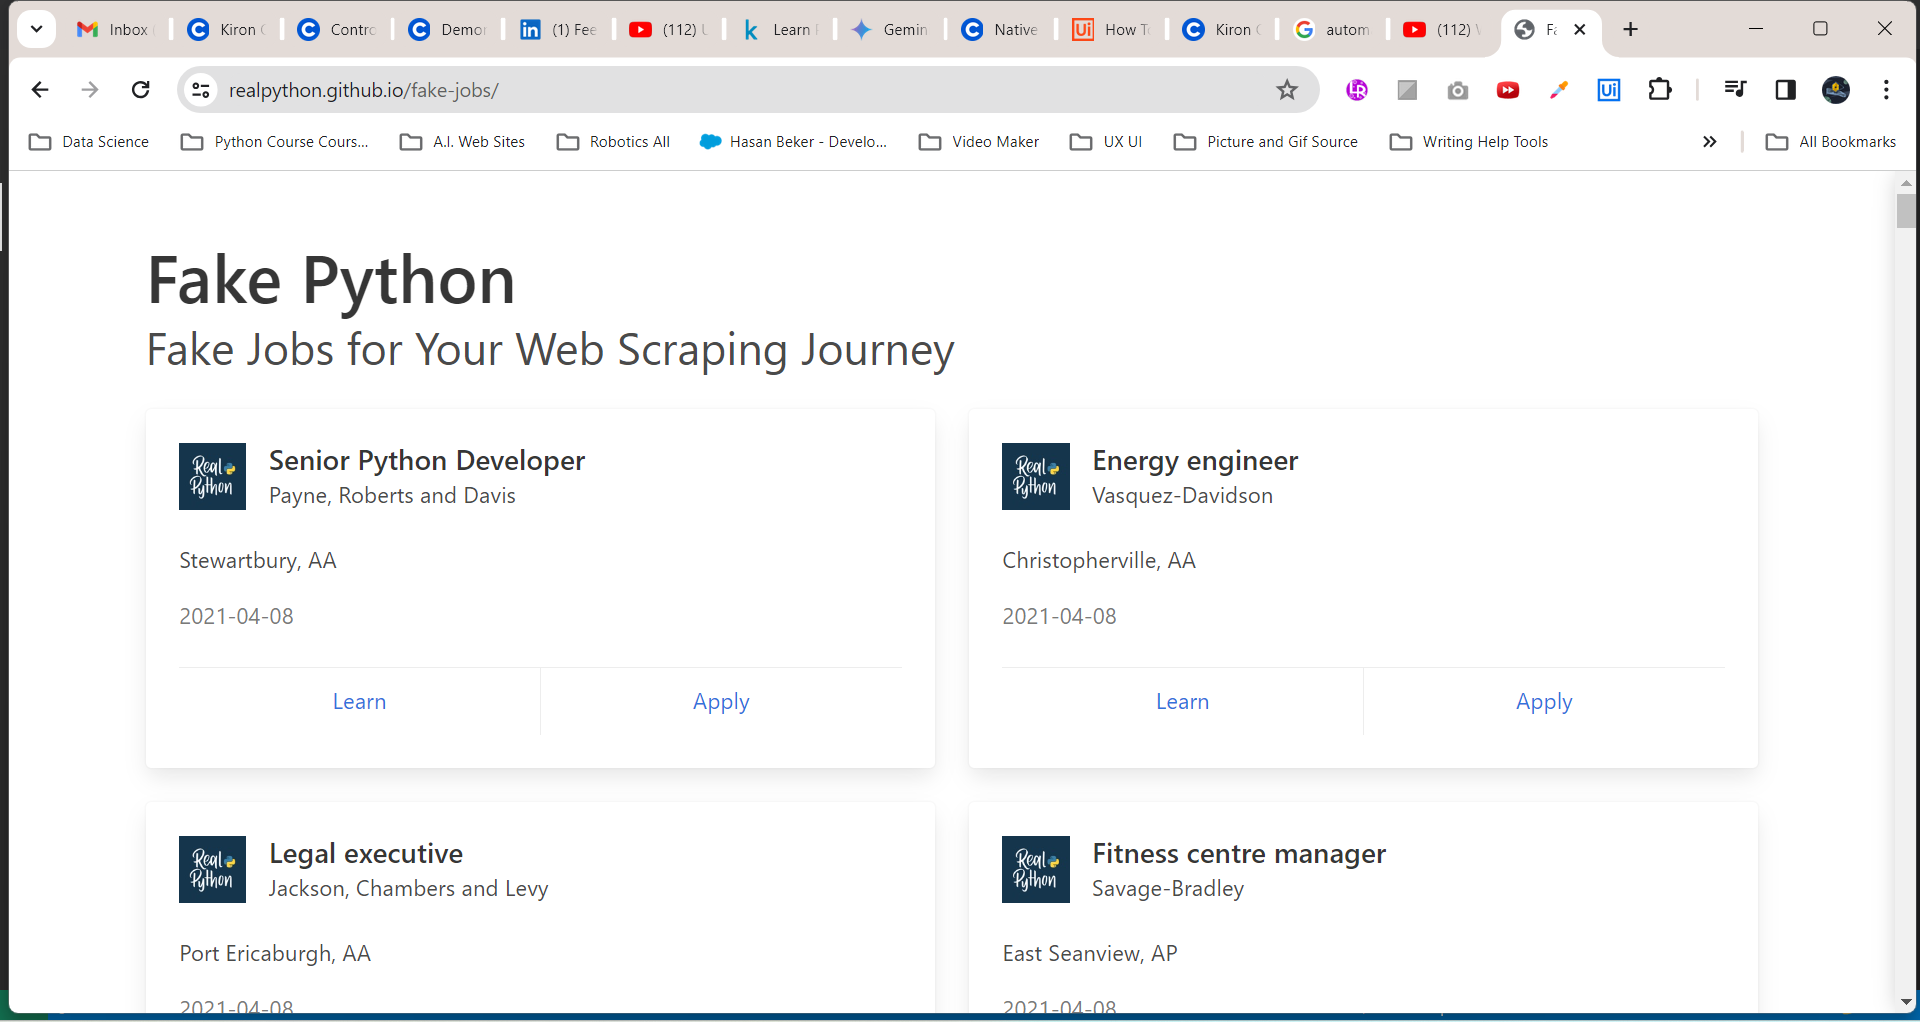 Inbox
Kiron
Contro
Demon
(1) Fee
(112)
Learn
Gemin
Native
How To
Kiron
autom
(112)
Fa
realpython.github.io/fake-jobs/
Data Science
Python Course Cours...
A.I. Web Sites
Robotics All
Hasan Beker - Develo...
Video Maker
UX UI
Picture and Gif Source
Writing Help Tools
All Bookmarks
Fake Python
Fake Jobs for Your Web Scraping Journey
Real Python
Senior Python Developer
Payne, Roberts and Davis
Stewartbury, AA
2021-04-08
Learn
Apply
Real Python
Energy engineer
Vasquez-Davidson
Christopherville, AA
2021-04-08
Learn
Apply
Real Python
Legal executive
Jackson, Chambers and Levy
Port Ericaburgh, AA
2021-04-08
Real Python
Fitness centre manager
Savage-Bradley
East Seanview, AP
2021-04-08